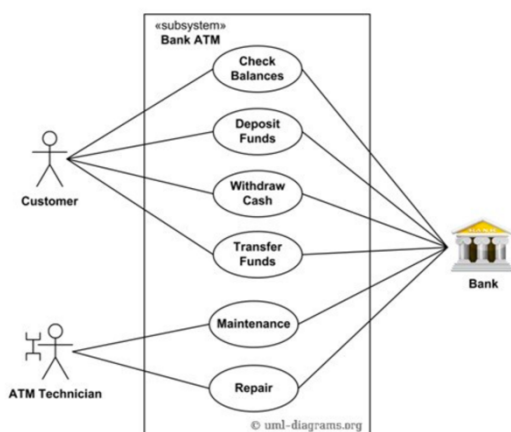 «subsystem»
Bank ATM
Check
Balances
Deposit
Funds
Customer
Withdraw
Cash
Transfer
Funds
Bank
Maintenance
ATM Technician
Repair
© uml-diagrams.org